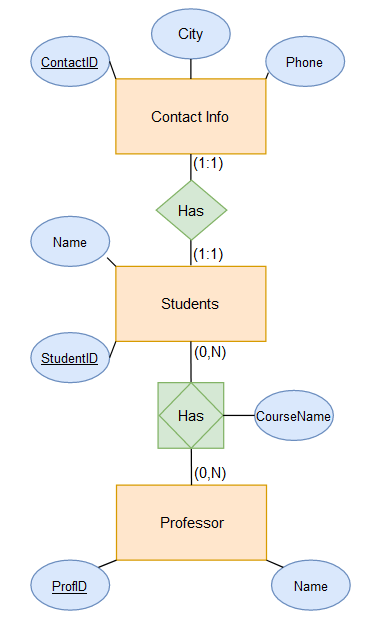 City
ContactID
Phone
Contact Info
(1:1)
Has
(1:1)
Name
Students
StudentID
(0,N)
Has
CourseName
(0,N)
Professor
ProfID
Name